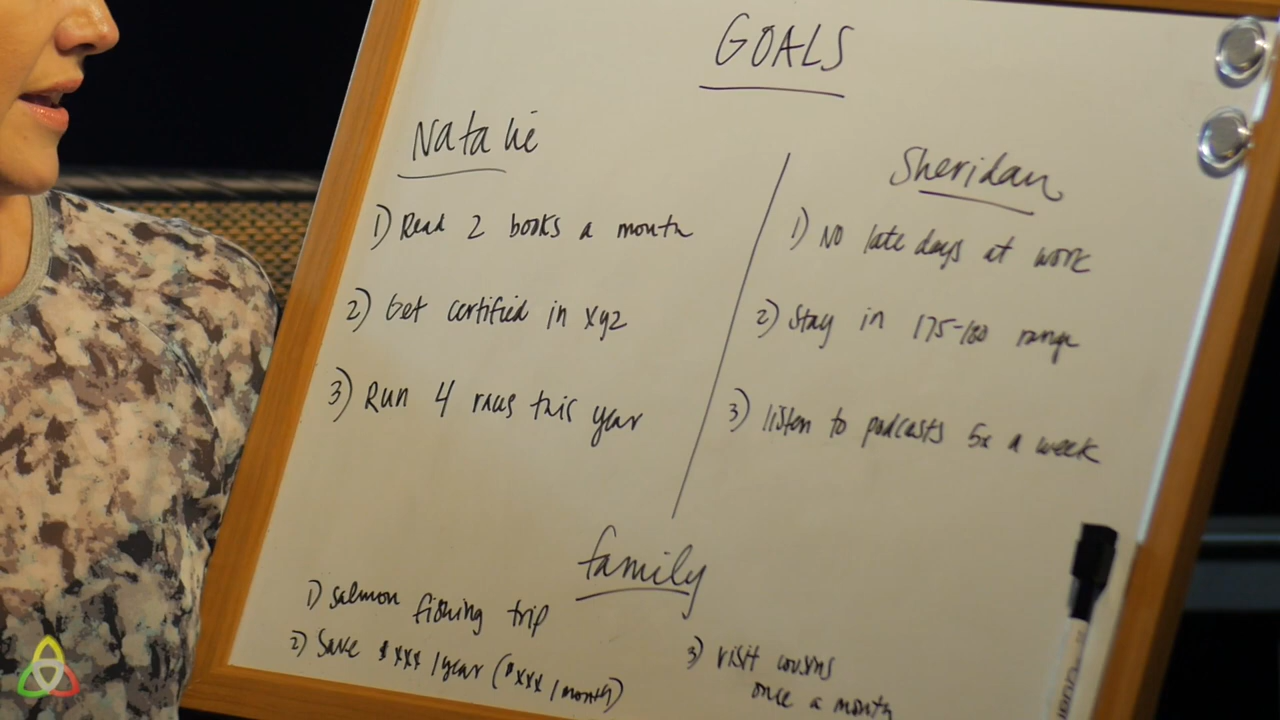 GOALS
Natalie
1) Read 2 books a month
2) Get certified in xyz
3) Run 4 races this year
Sheridan
1) No late days at work
2) Stay in 175-180 range
3) listen to podcasts 5x a week
family
1) Salmon fishing trip
2) Save $xxx / year ($xxx / month)
3) visit cousins
once a month